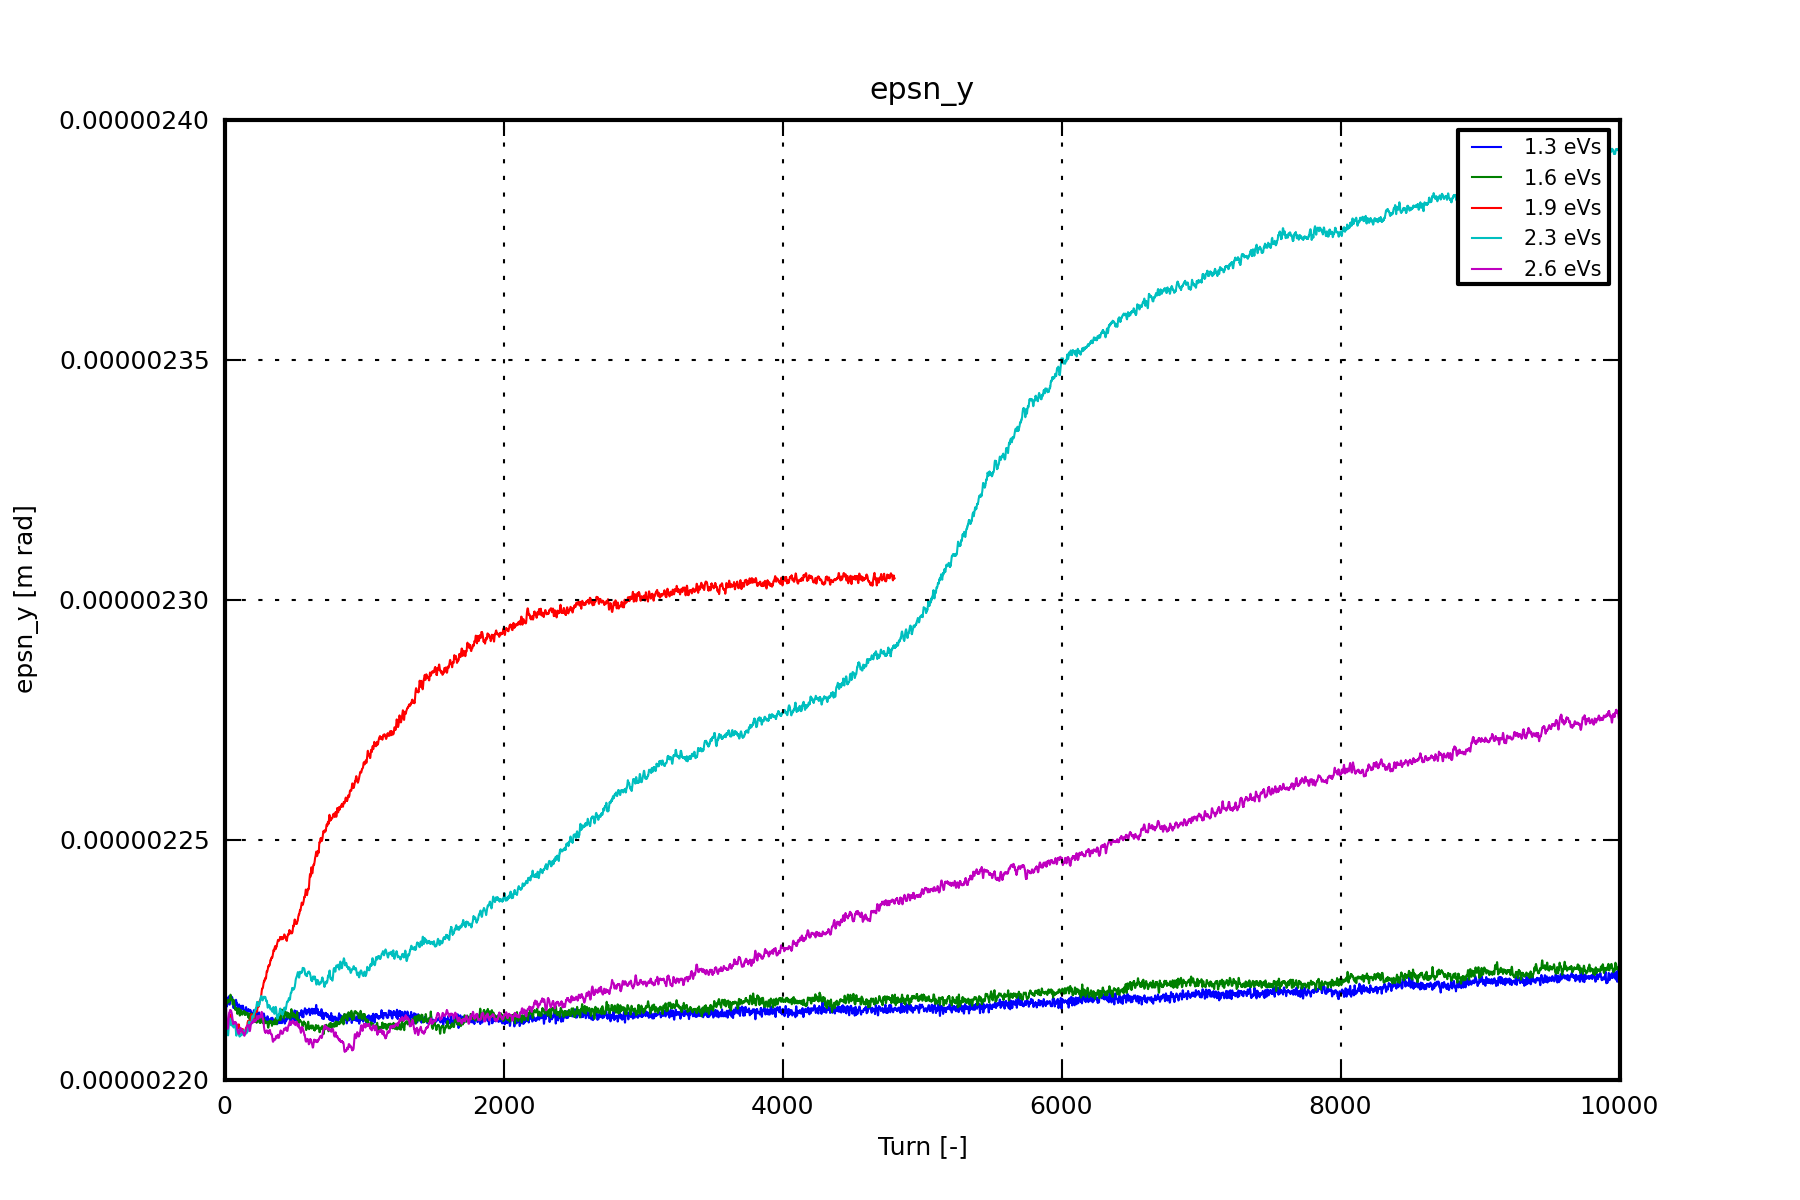 epsn_y
0.00000240
0.00000235
0.00000230
0.00000225
0.00000220
epsn_y [m rad]
1.3 eVs
1.6 eVs
1.9 eVs
2.3 eVs
2.6 eVs
0 2000 4000 6000 8000 10000
Turn [-]